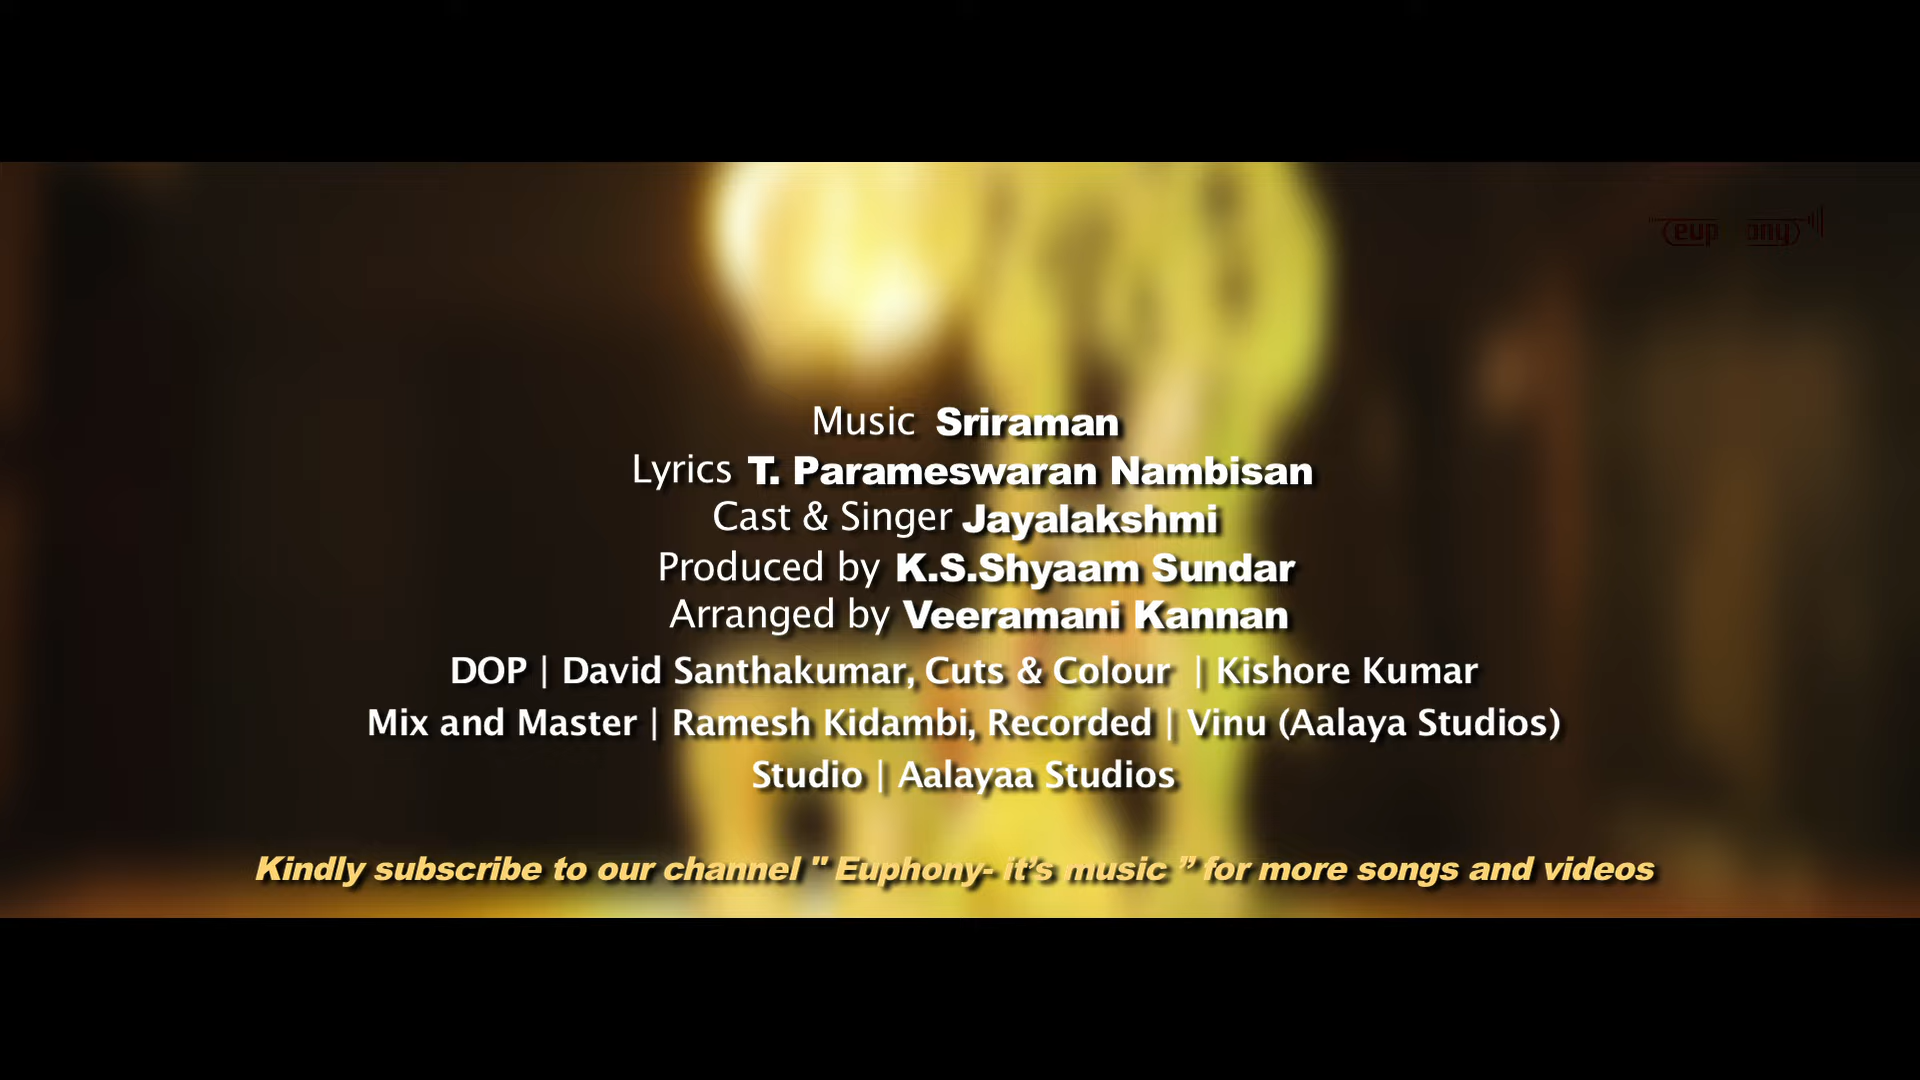 Music Sriraman
Lyrics T. Parameswaran Nambisan
Cast & Singer Jayalakshmi
Produced by K.S.Shyaam Sundar
Arranged by Veeramani Kannan
DOP | David Santhakumar, Cuts & Colour | Kishore Kumar
Mix and Master | Ramesh Kidambi, Recorded | Vinu (Aalaya Studios)
Studio | Aalayaa Studios
Kindly subscribe to our channel " Euphony- it’s music ” for more songs and videos